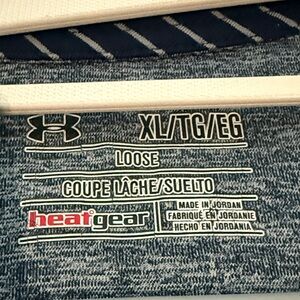 XL/TG/EG
LOOSE
COUPE LÂCHE/SUELTO
heatgear
MADE IN JORDAN
FABRIQUÉ EN JORDANIE
HECHO EN JORDANIA